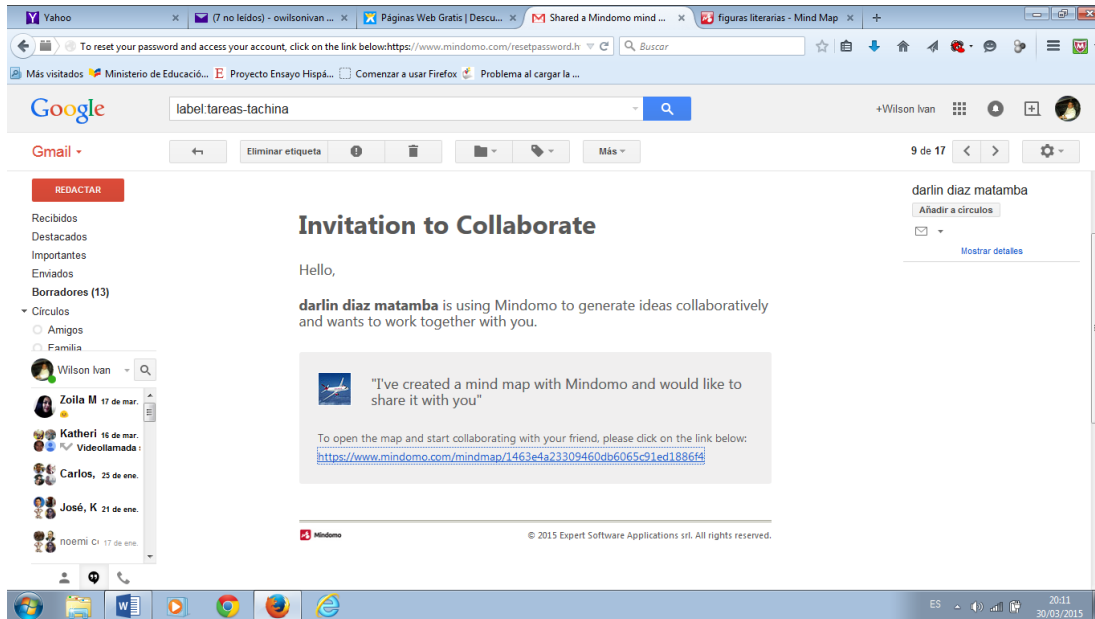 Yahoo
(7 no leídos) - owilsonivan ...
Páginas Web Gratis | Descu...
Shared a Mindomo mind ...
figuras literarias - Mind Map
To reset your password and access your account, click on the link below:https://www.mindomo.com/resetpassword.h
Buscar
Más visitados
Ministerio de Educació...
Proyecto Ensayo Hispá...
Comenzar a usar Firefox
Problema al cargar la ...
Google
label:tareas-tachina
+Wilson Ivan
Gmail
Eliminar etiqueta
Más
9 de 17
REDACTAR
Recibidos
Destacados
Importantes
Enviados
Borradores (13)
Círculos
Amigos
Familia
Wilson Ivan
Zoila M 17 de mar.
Katheri 16 de mar.
Videollamada
Carlos, 25 de ene.
José, K 21 de ene.
noemi 17 de ene.
Invitation to Collaborate
Hello,
darlin diaz matamba is using Mindomo to generate ideas collaboratively
and wants to work together with you.
"I've created a mind map with Mindomo and would like to
share it with you"
To open the map and start collaborating with your friend, please click on the link below:
https://www.mindomo.com/mindmap/1463e4a23309460db6065c91ed1886f4
Mindomo
© 2015 Expert Software Applications srl. All rights reserved.
darlin diaz matamba
Añadir a círculos
Mostrar detalles
ES
20:11
30/03/2015